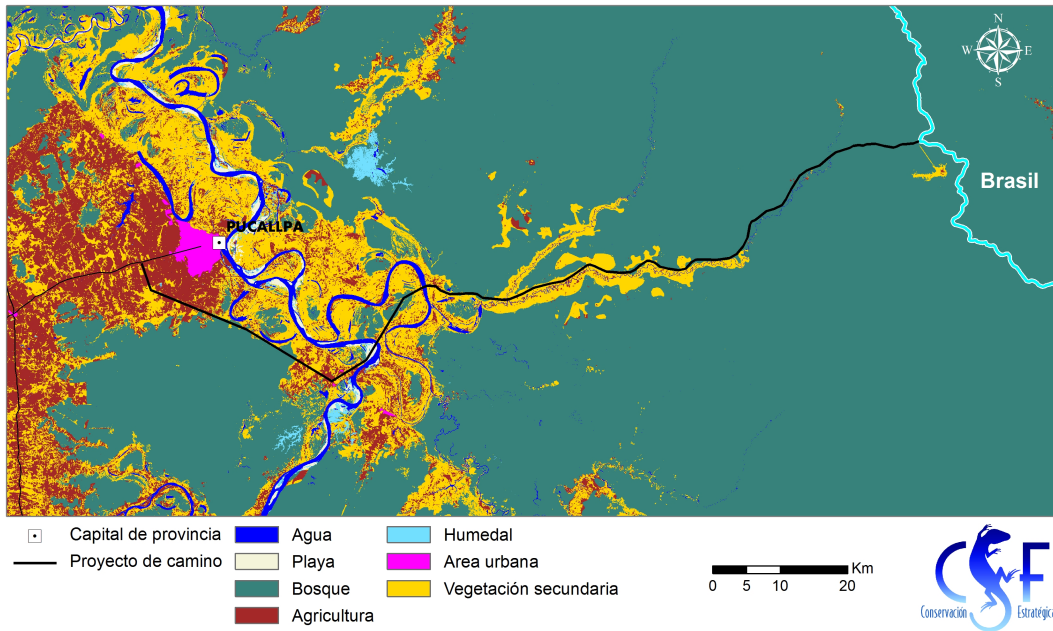 N
W E
S
Brasil
PUCALLPA
Capital de provincia
Proyecto de camino
Agua
Playa
Bosque
Agricultura
Humedal
Area urbana
Vegetación secundaria
Km
0 5 10 20
CSF
Conservación Estratégica